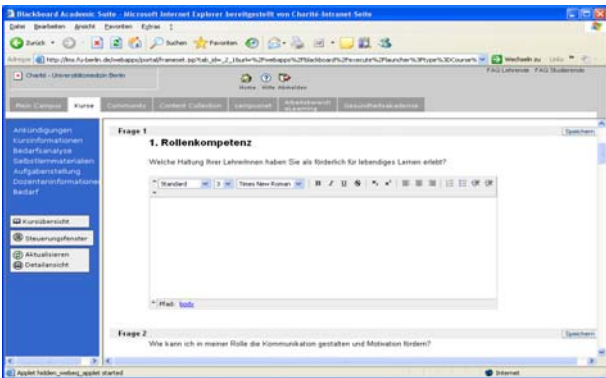 Blackboard Academic Suite - Microsoft Internet Explorer bereitgestellt von Charité-Intranet Seite
Datei Bearbeiten Ansicht Favoriten Extras ?
Zurück Suchen Favoriten
Adresse Wechseln zu Links
Charité - Universitätsmedizin Berlin
FAQ Lehrende FAQ Studierende
Home Hilfe Abmelden
Mein Campus Kurse Community Content Collection
Gesundheitsakademie
Ankündigungen
Kursinformationen
Bedarfsanalyse
Selbstlernmaterialien
Aufgabenstellung
Dozenteninformationen
Bedarf
Kursübersicht
Steuerungsfenster
Aktualisieren
Detailansicht
Frage 1 Speichern
1. Rollenkompetenz
Welche Haltung Ihrer LehrerInnen haben Sie als förderlich für lebendiges Lernen erlebt?
Standard 3 Times New Roman B I U S
Pfad: body
Frage 2 Speichern
Wie kann ich in meiner Rolle die Kommunikation gestalten und Motivation fördern?
Applet hidden_webeq_applet started Internet